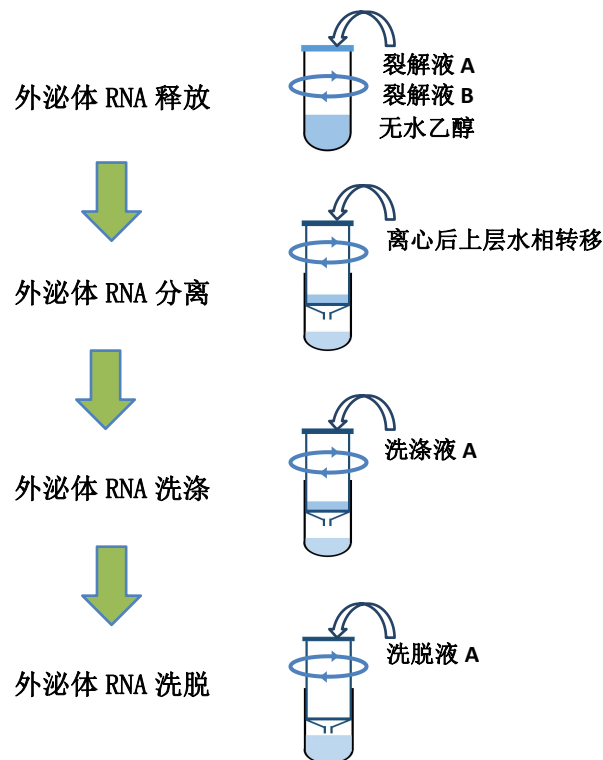 外泌体 RNA 释放
裂解液 A
裂解液 B
无水乙醇
外泌体 RNA 分离
离心后上层水相转移
外泌体 RNA 洗涤
洗涤液 A
外泌体 RNA 洗脱
洗脱液 A